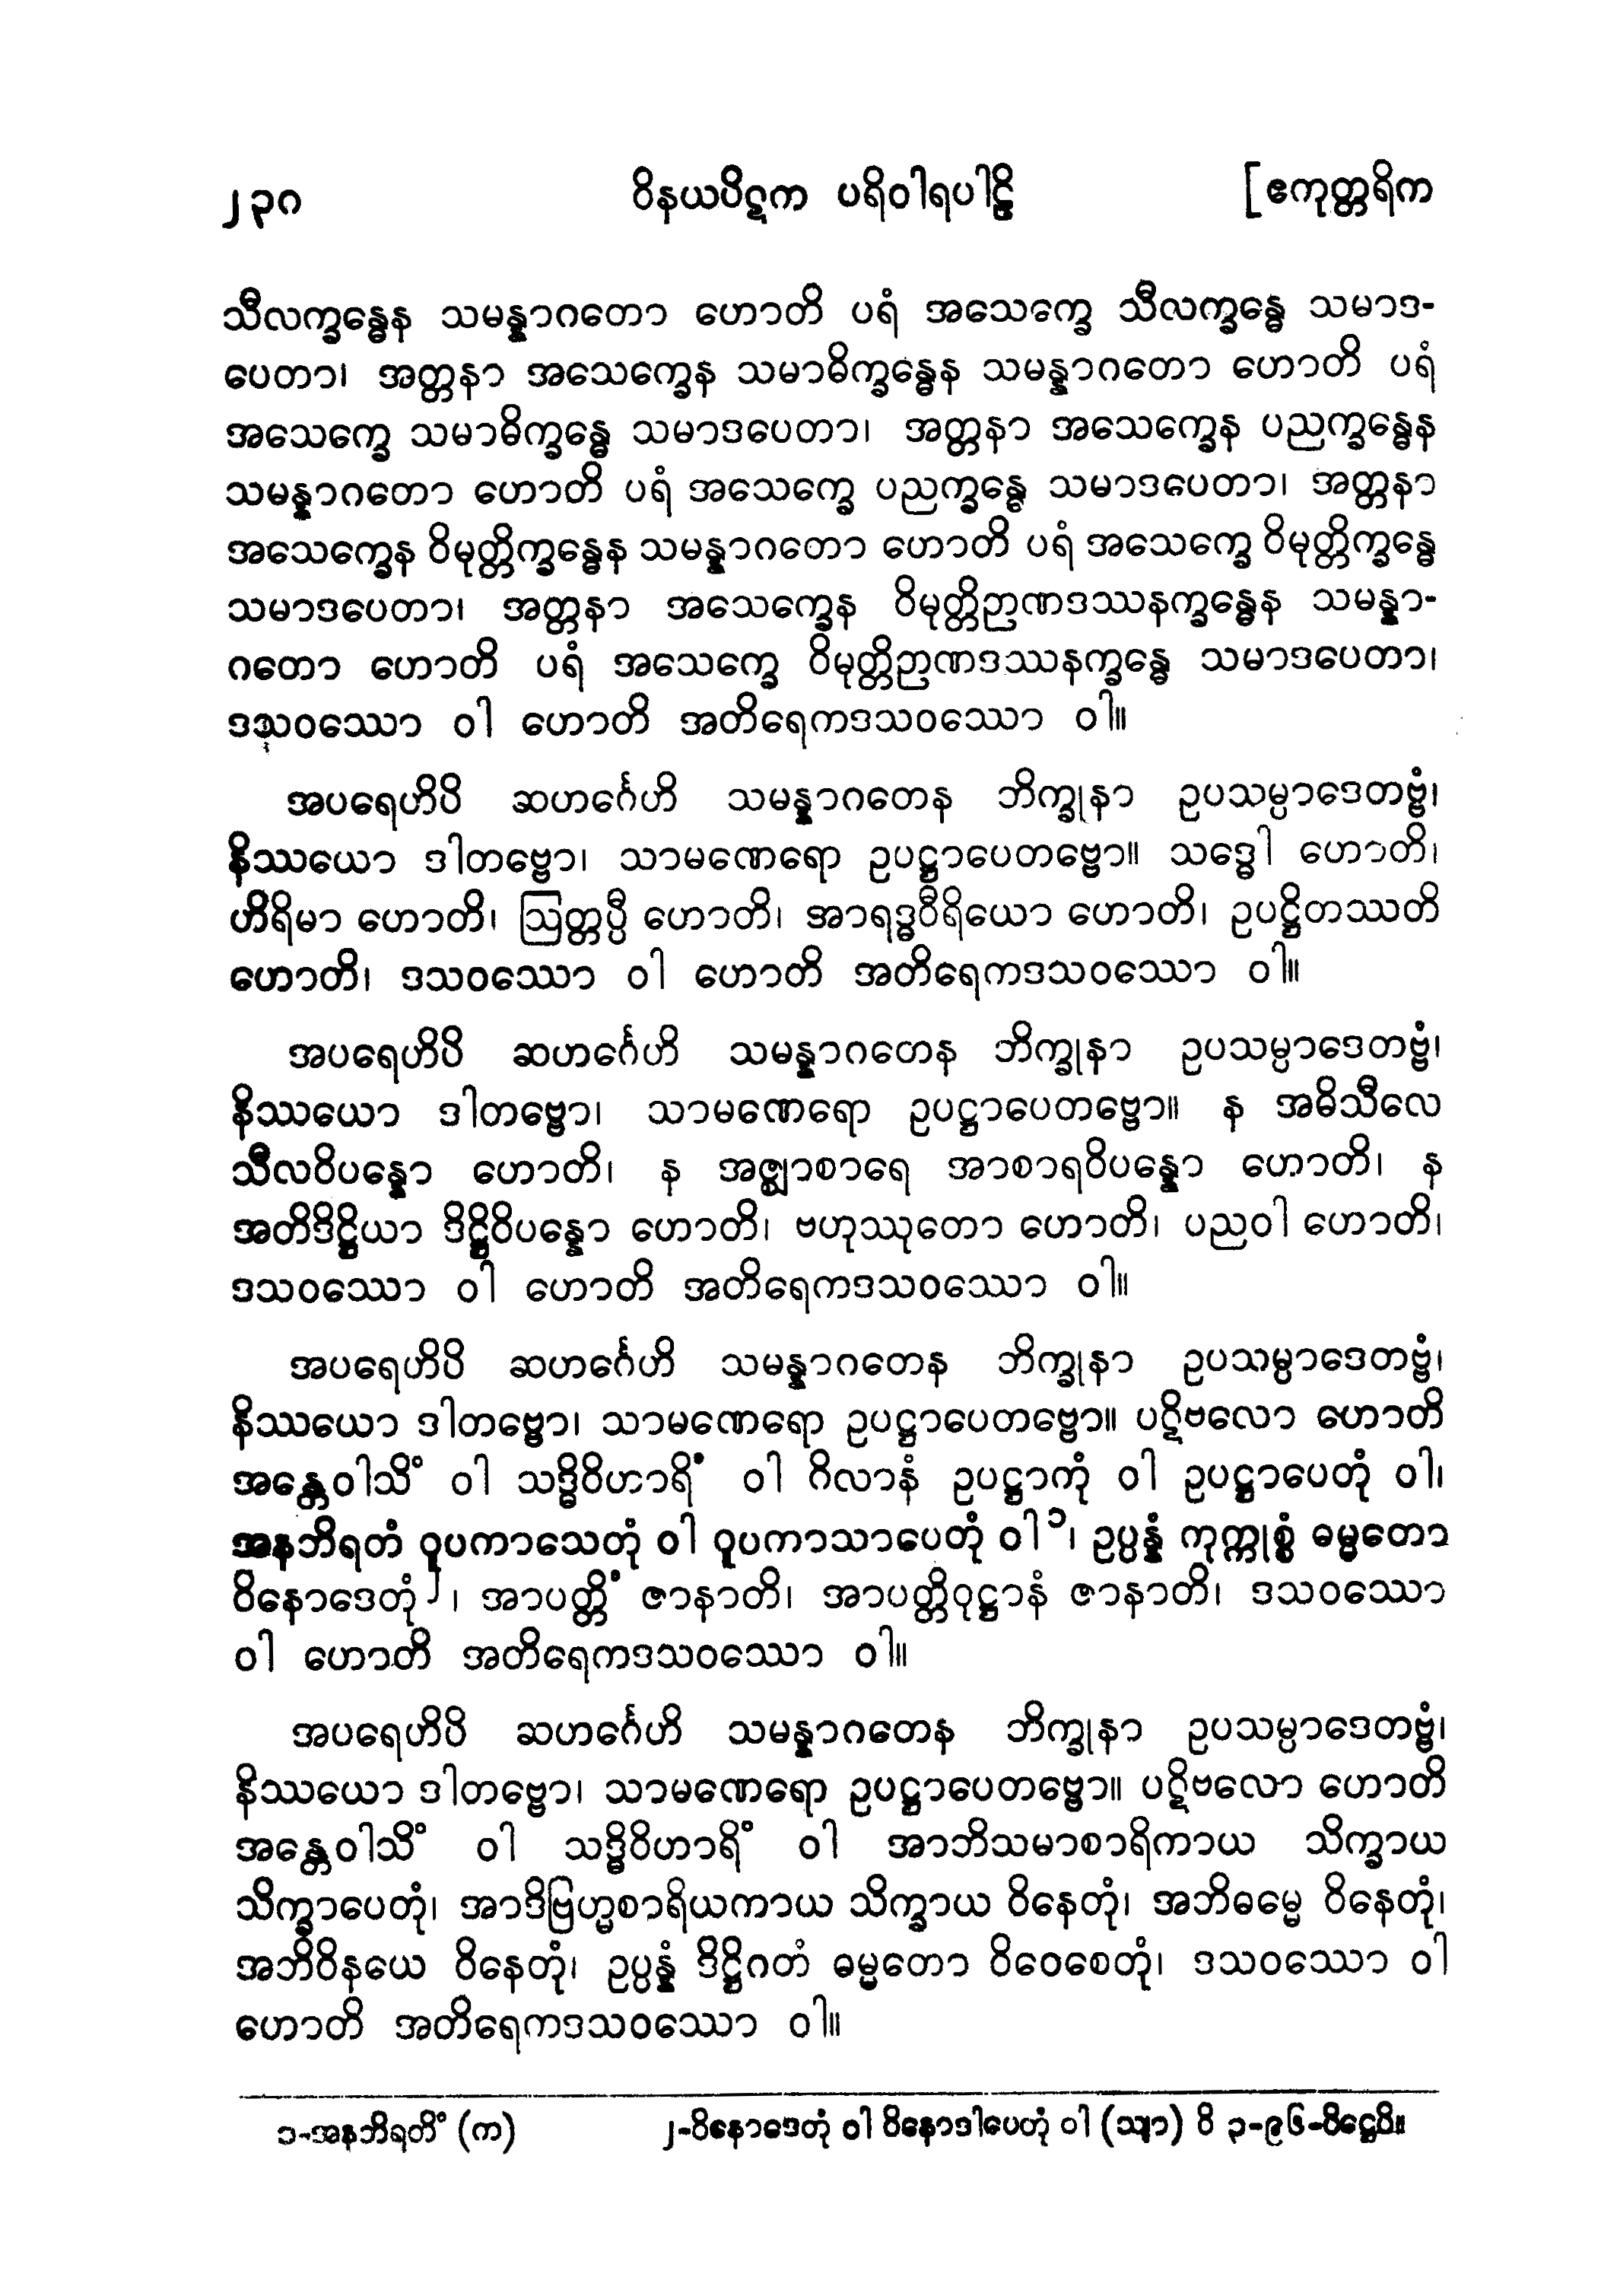 ၂၃ဂ ဝိနယပိဋက ပရိဝါရပါဠိ [ဧကုတ္တရိက
သီလက္ခန္ဓေန သမန္နာဂတော ဟောတိ ပရံ အသေက္ခေ သီလက္ခန္ဓေ သမာဒ-
ပေတာ၊ အတ္တနာ အသေက္ခေန သမာဓိက္ခန္ဓေန သမန္နာဂတော ဟောတိ ပရံ
အသေက္ခေ သမာဓိက္ခန္ဓေ သမာဒပေတာ၊ အတ္တနာ အသေက္ခေန ပညက္ခန္ဓေန
သမန္နာဂတော ဟောတိ ပရံ အသေက္ခေ ပညက္ခန္ဓေ သမာဒပေတာ၊ အတ္တနာ
အသေက္ခေန ဝိမုတ္တိက္ခန္ဓေန သမန္နာဂတော ဟောတိ ပရံ အသေက္ခေ ဝိမုတ္တိက္ခန္ဓေ
သမာဒပေတာ၊ အတ္တနာ အသေက္ခေန ဝိမုတ္တိဉာဏဒဿနက္ခန္ဓေန သမန္နာ-
ဂတော ဟောတိ ပရံ အသေက္ခေ ဝိမုတ္တိဉာဏဒဿနက္ခန္ဓေ သမာဒပေတာ၊
ဒသဝဿော ဝါ ဟောတိ အတိရေကဒသဝဿော ဝါ။
အပရေဟိပိ ဆဟင်္ဂေဟိ သမန္နာဂတေန ဘိက္ခုနာ ဥပသမ္ပာဒေတဗ္ဗံ၊
နိဿယော ဒါတဗ္ဗော၊ သာမဏေရော ဥပဋ္ဌာပေတဗ္ဗော။ သဒ္ဓေါ ဟောတိ၊
ဟိရိမာ ဟောတိ၊ ဩတ္တပ္ပီ ဟောတိ၊ အာရဒ္ဓဝီရိယော ဟောတိ၊ ဥပဋ္ဌိတဿတိ
ဟောတိ၊ ဒသဝဿော ဝါ ဟောတိ အတိရေကဒသဝဿော ဝါ။
အပရေဟိပိ ဆဟင်္ဂေဟိ သမန္နာဂတေန ဘိက္ခုနာ ဥပသမ္ပာဒေတဗ္ဗံ၊
နိဿယော ဒါတဗ္ဗော၊ သာမဏေရော ဥပဋ္ဌာပေတဗ္ဗော။ န အဓိသီလေ
သီလဝိပန္နော ဟောတိ၊ န အဇ္ဈာစာရေ အာစာရဝိပန္နော ဟောတိ၊ န
အတိဒိဋ္ဌိယာ ဒိဋ္ဌိဝိပန္နော ဟောတိ၊ ဗဟုဿုတော ဟောတိ၊ ပညဝါ ဟောတိ၊
ဒသဝဿော ဝါ ဟောတိ အတိရေကဒသဝဿော ဝါ။
အပရေဟိပိ ဆဟင်္ဂေဟိ သမန္နာဂတေန ဘိက္ခုနာ ဥပသမ္ပာဒေတဗ္ဗံ၊
နိဿယော ဒါတဗ္ဗော၊ သာမဏေရော ဥပဋ္ဌာပေတဗ္ဗော။ ပဋိဗလော ဟောတိ
အန္တေဝါသိံ ဝါ သဒ္ဓိဝိဟာရိံ ဝါ ဂိလာနံ ဥပဋ္ဌာကုံ ဝါ ဥပဋ္ဌာပေတုံ ဝါ၊
အနဘိရတံ ဝူပကာသေတုံ ဝါ ဝူပကာသာပေတုံ ဝါ ၁၊ ဥပ္ပန္နံ ကုက္ကုစ္စံ ဓမ္မတော
ဝိနောဒေတုံ ၂၊ အာပတ္တိံ ဇာနာတိ၊ အာပတ္တိဝုဋ္ဌာနံ ဇာနာတိ၊ ဒသဝဿော
ဝါ ဟောတိ အတိရေကဒသဝဿော ဝါ။
အပရေဟိပိ ဆဟင်္ဂေဟိ သမန္နာဂတေန ဘိက္ခုနာ ဥပသမ္ပာဒေတဗ္ဗံ၊
နိဿယော ဒါတဗ္ဗော၊ သာမဏေရော ဥပဋ္ဌာပေတဗ္ဗော။ ပဋိဗလော ဟောတိ
အန္တေဝါသိံ ဝါ သဒ္ဓိဝိဟာရိံ ဝါ အာဘိသမာစာရိကာယ သိက္ခာယ
သိက္ခာပေတုံ၊ အာဒိဗြဟ္မစာရိယကာယ သိက္ခာယ ဝိနေတုံ၊ အဘိဓမ္မေ ဝိနေတုံ၊
အဘိဝိနယေ ဝိနေတုံ၊ ဥပ္ပန္နံ ဒိဋ္ဌိဂတံ ဓမ္မတော ဝိဝေစေတုံ၊ ဒသဝဿော ဝါ
ဟောတိ အတိရေကဒသဝဿော ဝါ။
၁-အနဘိရတိံ (က) ၂-ဝိနောဒေတုံ ဝါ ဝိနောဒါပေတုံ ဝါ (သျာ) ဝိ ၃-၉၆-ပိဋ္ဌေပိ။